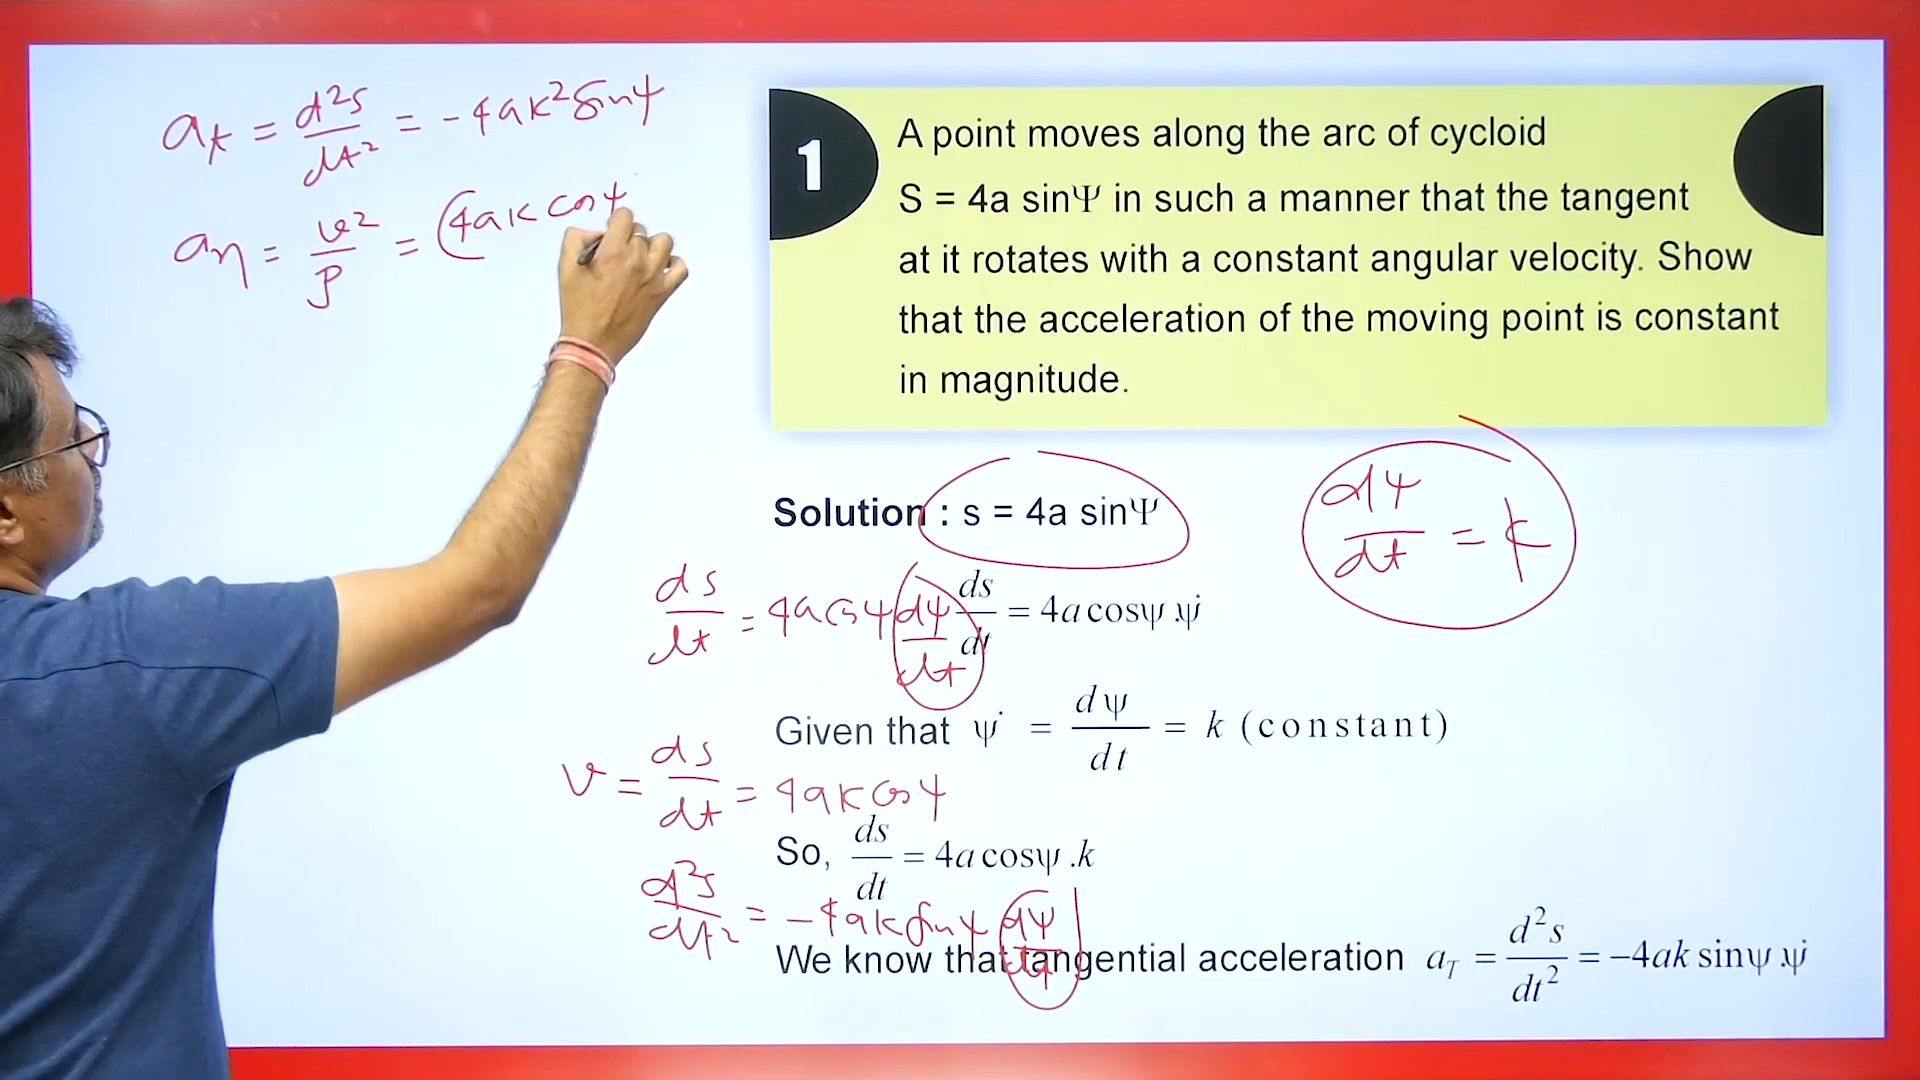 a_t = d²s/dt² = -4ak² sinψ
a_η = v²/ρ = (4ak cosψ
1
A point moves along the arc of cycloid
S = 4a sinΨ in such a manner that the tangent
at it rotates with a constant angular velocity. Show
that the acceleration of the moving point is constant
in magnitude.
dψ/dt = k
Solution : s = 4a sinΨ
ds/dt = 4a cosψ dψ/dt
ds/dt = 4a cosψ.ψ̇
Given that ψ̇ = dψ/dt = k (constant)
v = ds/dt = 4ak cosψ
So, ds/dt = 4a cosψ.k
d²s/dt² = -4ak sinψ dψ/dt
We know that tangential acceleration a_T = d²s/dt² = -4ak sinψ.ψ̇